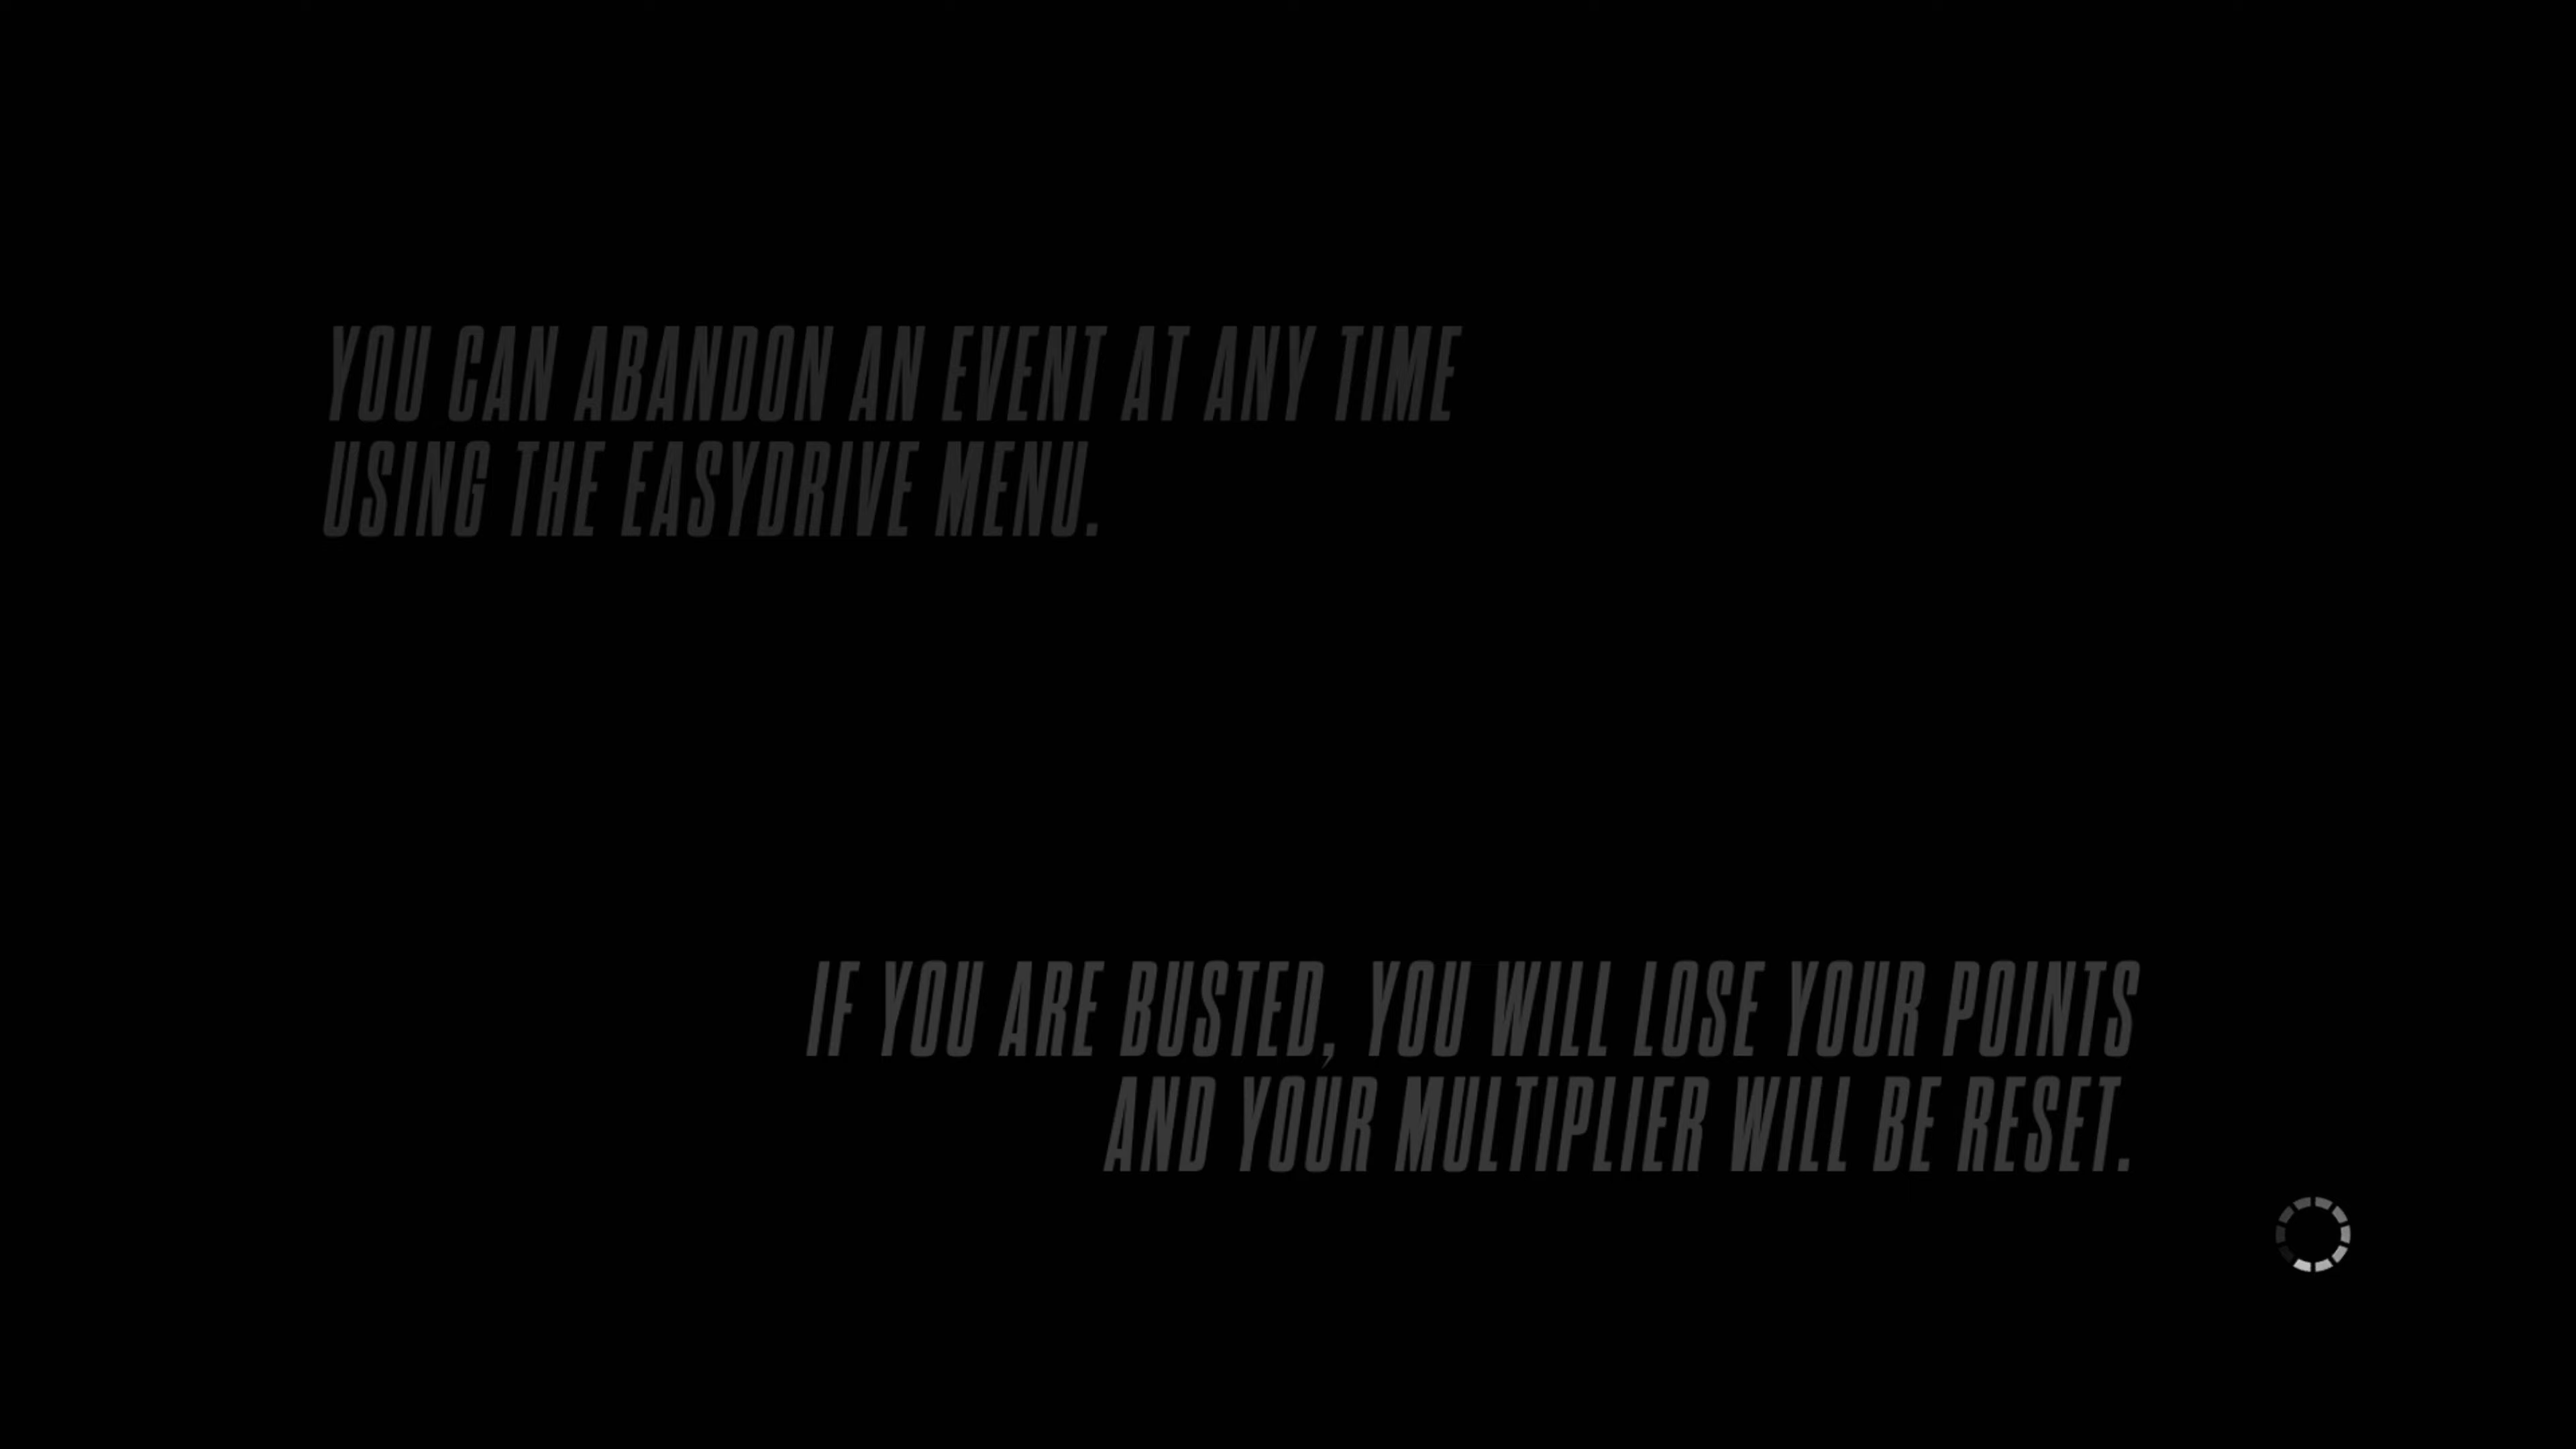 YOU CAN ABANDON AN EVENT AT ANY TIME
USING THE EASYDRIVE MENU.
IF YOU ARE BUSTED, YOU WILL LOSE YOUR POINTS
AND YOUR MULTIPLIER WILL BE RESET.